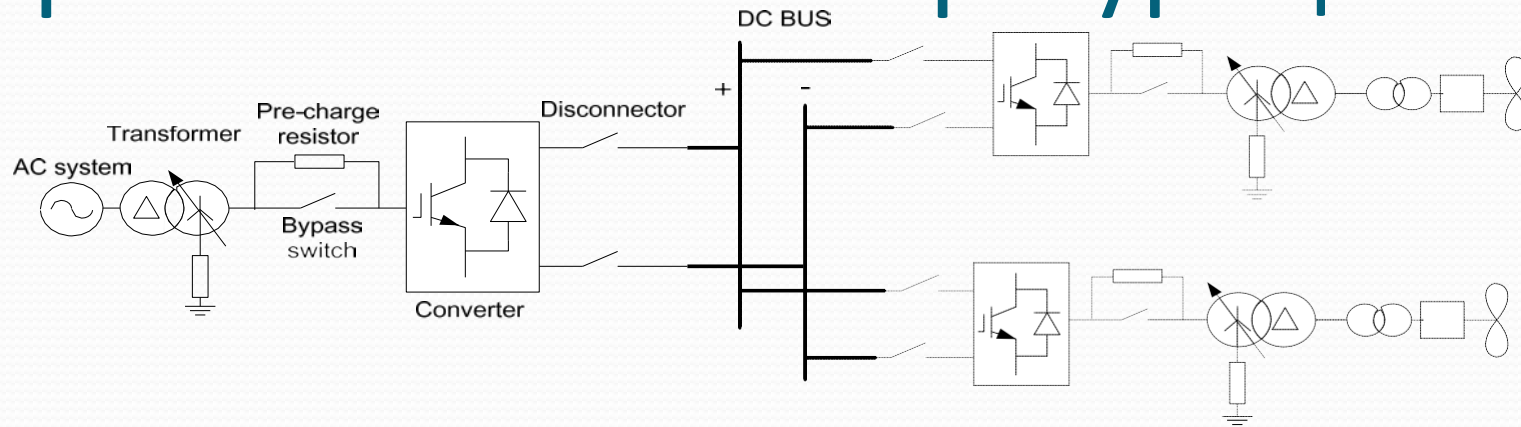 DC BUS
+
-
Pre-charge
resistor
Disconnector
Transformer
AC system
Bypass
switch
Converter